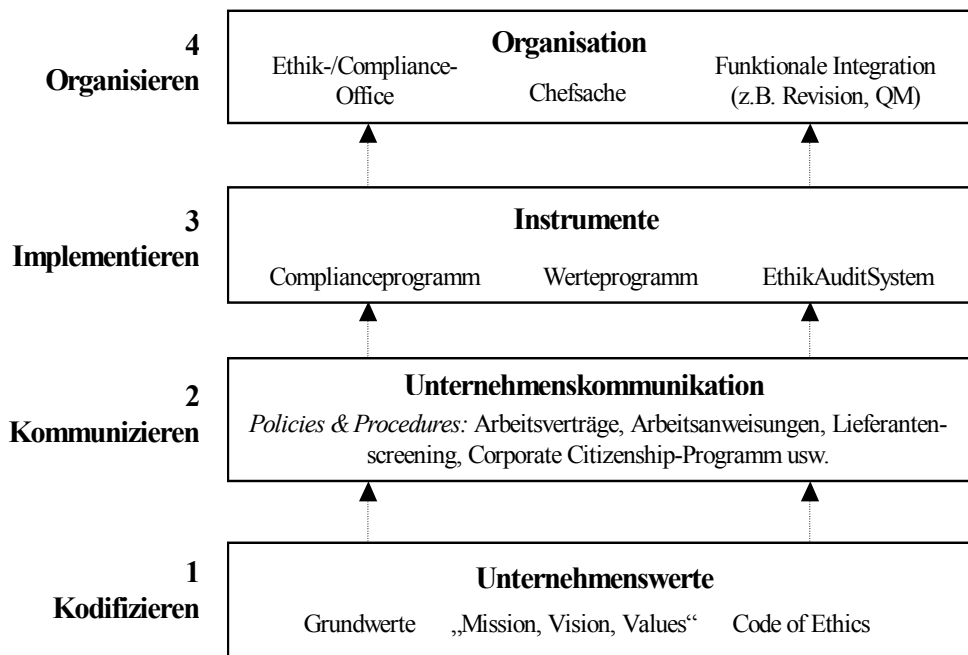 4
Organisieren
Organisation
Ethik-/Compliance-
Office
Chefsache
Funktionale Integration
(z.B. Revision, QM)
3
Implementieren
Instrumente
Complianceprogramm Werteprogramm EthikAuditSystem
2
Kommunizieren
Unternehmenskommunikation
Policies & Procedures: Arbeitsverträge, Arbeitsanweisungen, Lieferanten-
screening, Corporate Citizenship-Programm usw.
1
Kodifizieren
Unternehmenswerte
Grundwerte „Mission, Vision, Values“ Code of Ethics